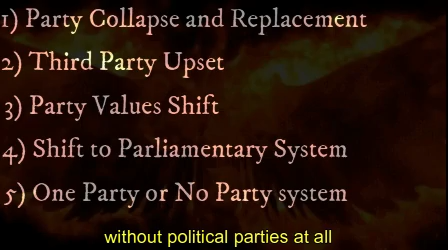 1) Party Collapse and Replacement
2) Third Party Upset
3) Party Values Shift
4) Shift to Parliamentary System
5) One Party or No Party system
without political parties at all